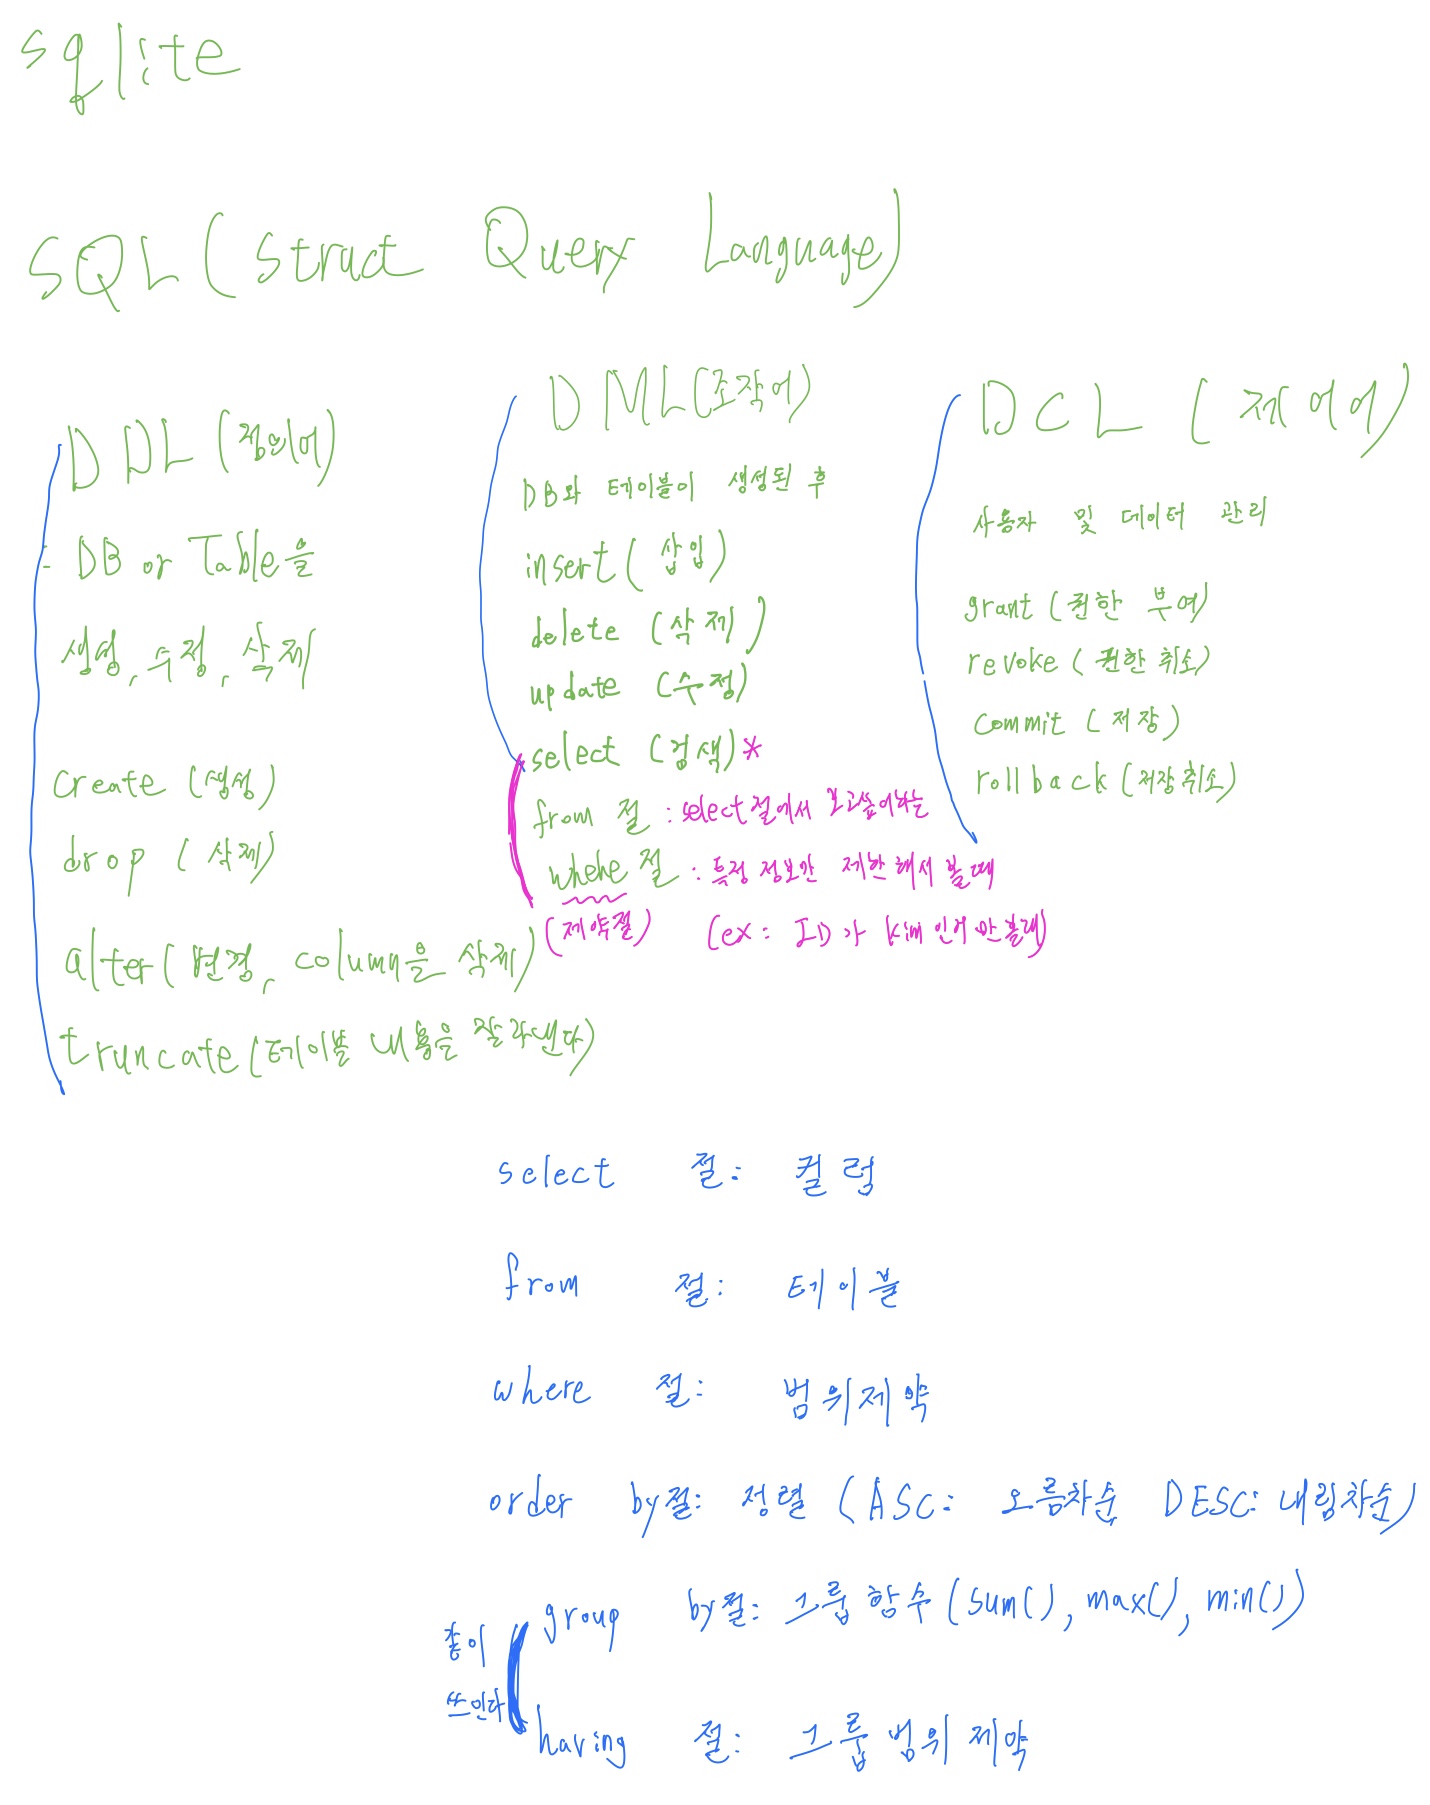 sqlite
SQL (Struct Query Language)
DDL (정의어)
- DB or Table을
생성, 수정, 삭제
create (생성)
drop (삭제)
alter (변경, column을 삭제)
truncate (테이블 내용을 잘라낸다)
DML (조작어)
DB와 테이블이 생성된 후
insert (삽입)
delete (삭제)
update (수정)
select (검색) *
from 절 : select 절에서 보고싶어하는
whehe 절 : 특정 정보만 제한해서 볼때
(제약절) (ex: ID가 kim인거만 볼래)
DCL (제어어)
사용자 및 데이터 관리
grant (권한 부여)
revoke (권한 취소)
commit (저장)
rollback (저장취소)
select 절: 컬럼
from 절: 테이블
where 절: 범위제약
order by절: 정렬 (ASC: 오름차순 DESC: 내림차순)
group by절: 그룹 함수 (sum(), max(), min())
같이
쓰인다
having 절: 그룹 범위 제약